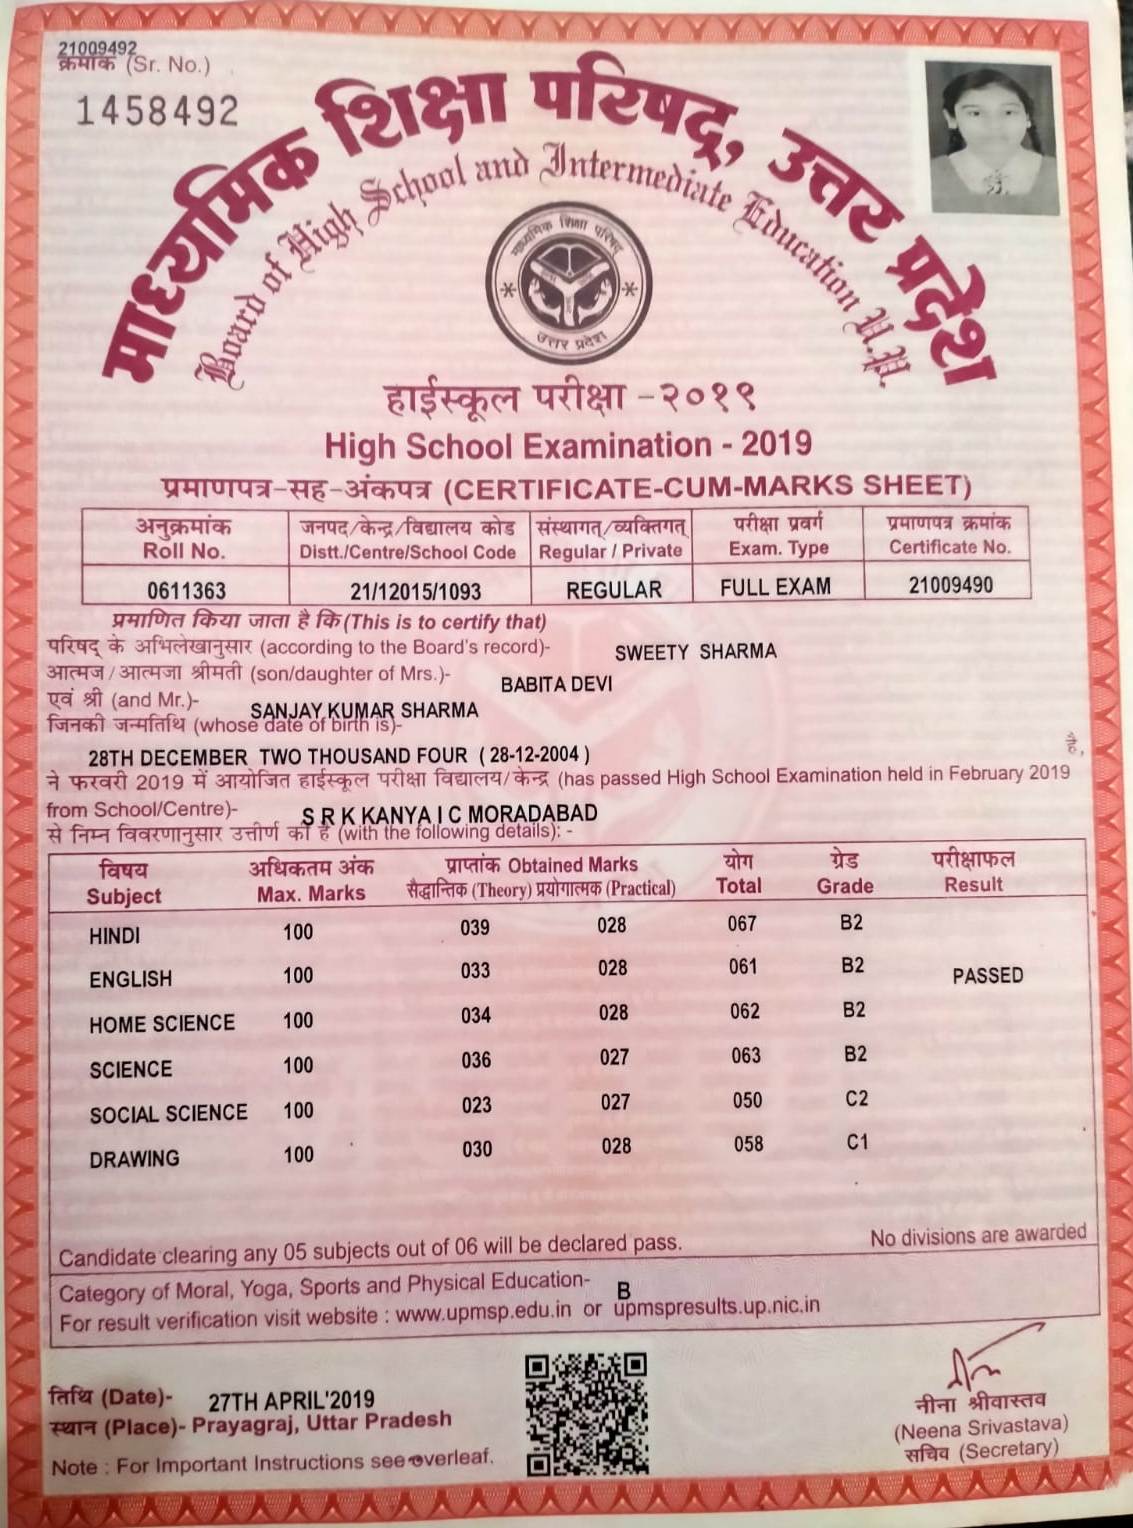 21009492
क्रमांक (Sr. No.)
1458492
माध्यमिक शिक्षा परिषद्, उत्तर प्रदेश
Board of High School and Intermediate Education U.P.
माध्यमिक शिक्षा परिषद्
उत्तर प्रदेश
हाईस्कूल परीक्षा -२०१९
High School Examination - 2019
प्रमाणपत्र-सह-अंकपत्र (CERTIFICATE-CUM-MARKS SHEET)
अनुक्रमांक जनपद/केन्द्र/विद्यालय कोड संस्थागत्/व्यक्तिगत् परीक्षा प्रवर्ग प्रमाणपत्र क्रमांक
Roll No. Distt./Centre/School Code Regular / Private Exam. Type Certificate No.
0611363 21/12015/1093 REGULAR FULL EXAM 21009490
प्रमाणित किया जाता है कि (This is to certify that)
परिषद् के अभिलेखानुसार (according to the Board's record)- SWEETY SHARMA
आत्मज/आत्मजा श्रीमती (son/daughter of Mrs.)- BABITA DEVI
एवं श्री (and Mr.)- SANJAY KUMAR SHARMA
जिनकी जन्मतिथि (whose date of birth is)-
28TH DECEMBER TWO THOUSAND FOUR ( 28-12-2004 ) है,
ने फरवरी 2019 में आयोजित हाईस्कूल परीक्षा विद्यालय/केन्द्र (has passed High School Examination held in February 2019
from School/Centre)- S R K KANYA I C MORADABAD
से निम्न विवरणानुसार उत्तीर्ण की है (with the following details): -
विषय अधिकतम अंक प्राप्तांक Obtained Marks योग ग्रेड परीक्षाफल
Subject Max. Marks सैद्धान्तिक (Theory) प्रयोगात्मक (Practical) Total Grade Result
HINDI 100 039 028 067 B2
ENGLISH 100 033 028 061 B2 PASSED
HOME SCIENCE 100 034 028 062 B2
SCIENCE 100 036 027 063 B2
SOCIAL SCIENCE 100 023 027 050 C2
DRAWING 100 030 028 058 C1
Candidate clearing any 05 subjects out of 06 will be declared pass. No divisions are awarded
Category of Moral, Yoga, Sports and Physical Education- B
For result verification visit website : www.upmsp.edu.in or upmspresults.up.nic.in
तिथि (Date)- 27TH APRIL'2019
स्थान (Place)- Prayagraj, Uttar Pradesh
Note : For Important Instructions see overleaf.
नीना श्रीवास्तव
(Neena Srivastava)
सचिव (Secretary)